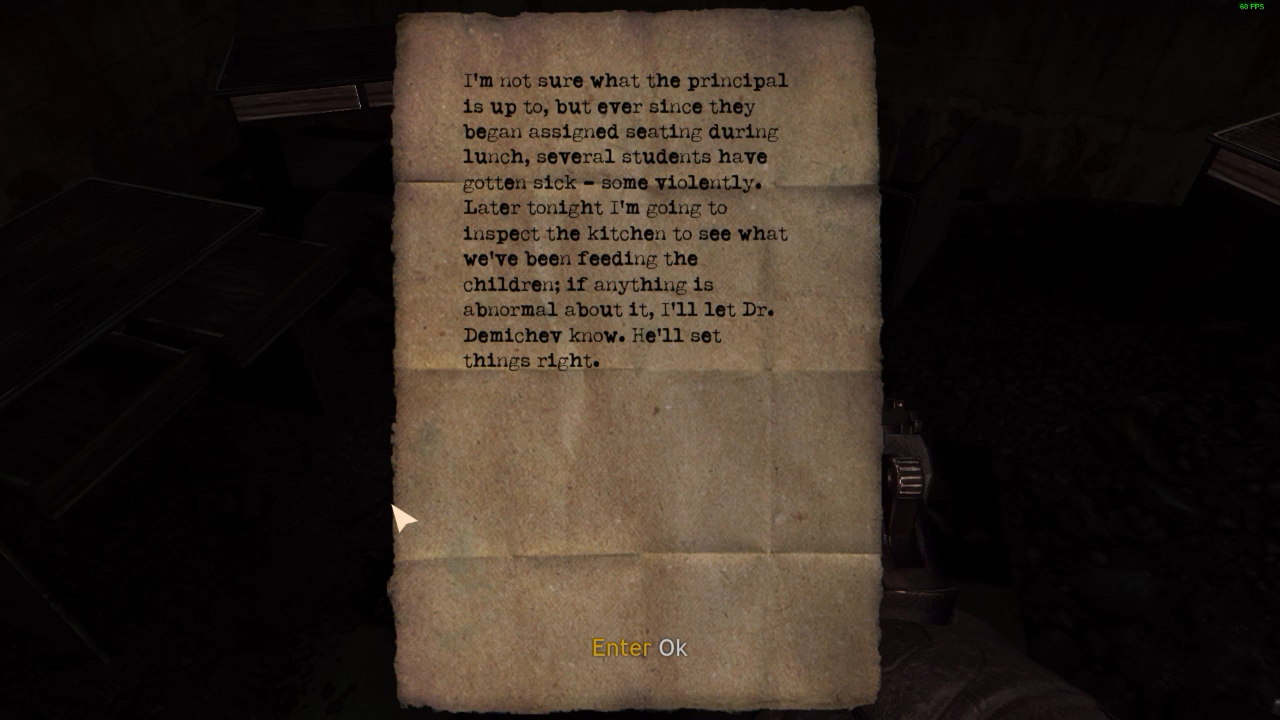 60 FPS
I'm not sure what the principal
is up to, but ever since they
began assigned seating during
lunch, several students have
gotten sick – some violently.
Later tonight I'm going to
inspect the kitchen to see what
we've been feeding the
children; if anything is
abnormal about it, I'll let Dr.
Demichev know. He'll set
things right.
Enter Ok